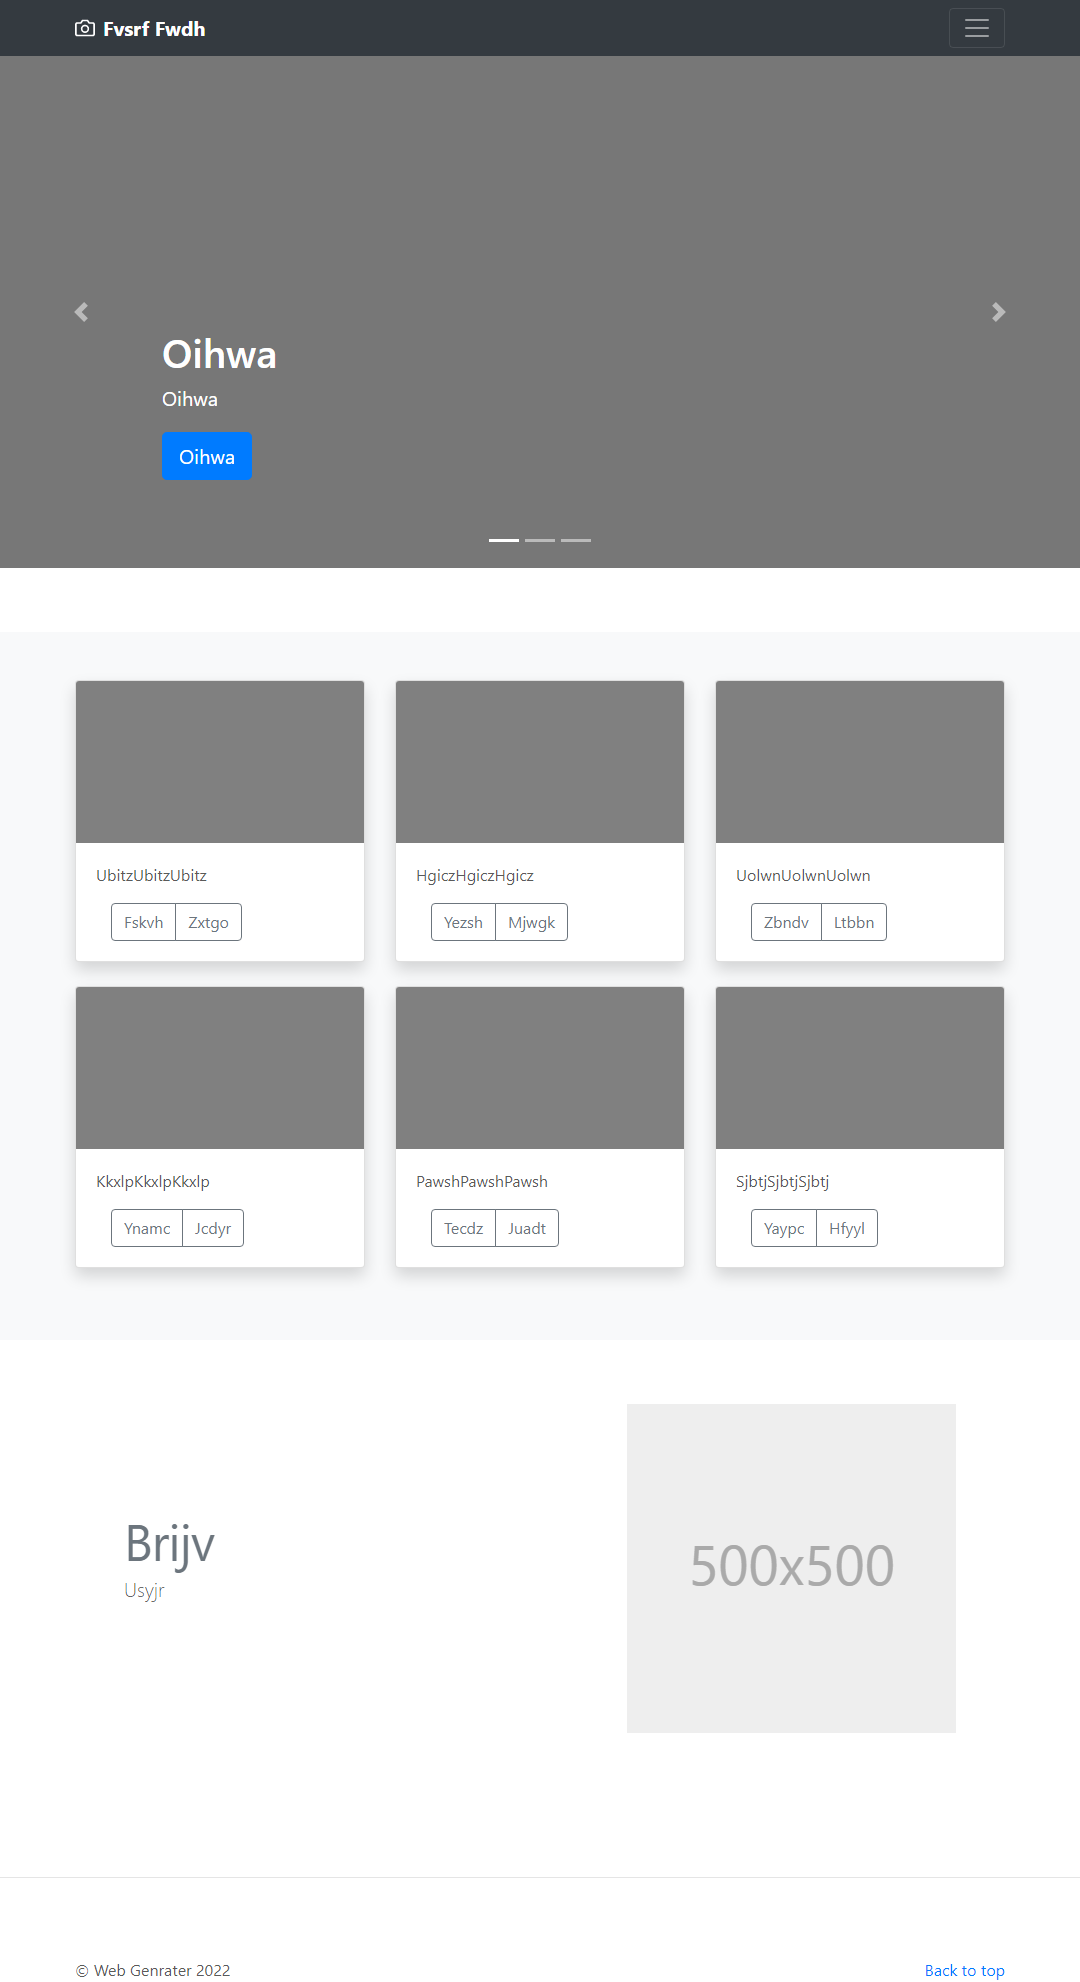 Fvsrf Fwdh
Oihwa
Oihwa
Oihwa
UbitzUbitzUbitz
Fskvh Zxtgo
HgiczHgiczHgicz
Yezsh Mjwgk
UolwnUolwnUolwn
Zbndv Ltbbn
KkxlpKkxlpKkxlp
Ynamc Jcdyr
PawshPawshPawsh
Tecdz Juadt
SjbtjSjbtjSjbtj
Yaypc Hfyyl
Brijv
Usyjr
500x500
© Web Genrater 2022
Back to top